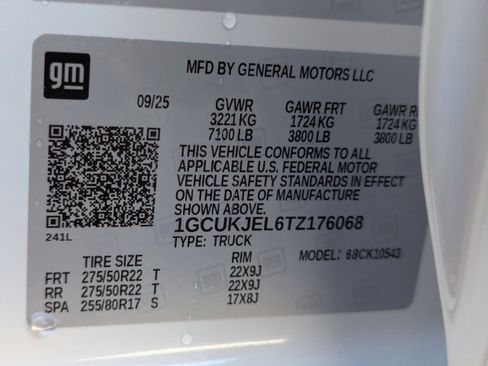 gm
MFD BY GENERAL MOTORS LLC
09/25 GVWR GAWR FRT GAWR
3221 KG 1724 KG 1724 KG
7100 LB 3800 LB 3800 LB
THIS VEHICLE CONFORMS TO ALL
APPLICABLE U.S. FEDERAL MOTOR
VEHICLE SAFETY STANDARDS IN EFFECT
ON THE DATE OF MANUFACTURE
SHOWN ABOVE.
1GCUKJEL6TZ176068
241L
TYPE: TRUCK
TIRE SIZE RIM MODEL:
FRT 275/50R22 T 22X9J
RR 275/50R22 T 22X9J
SPA 255/80R17 S 17X8J